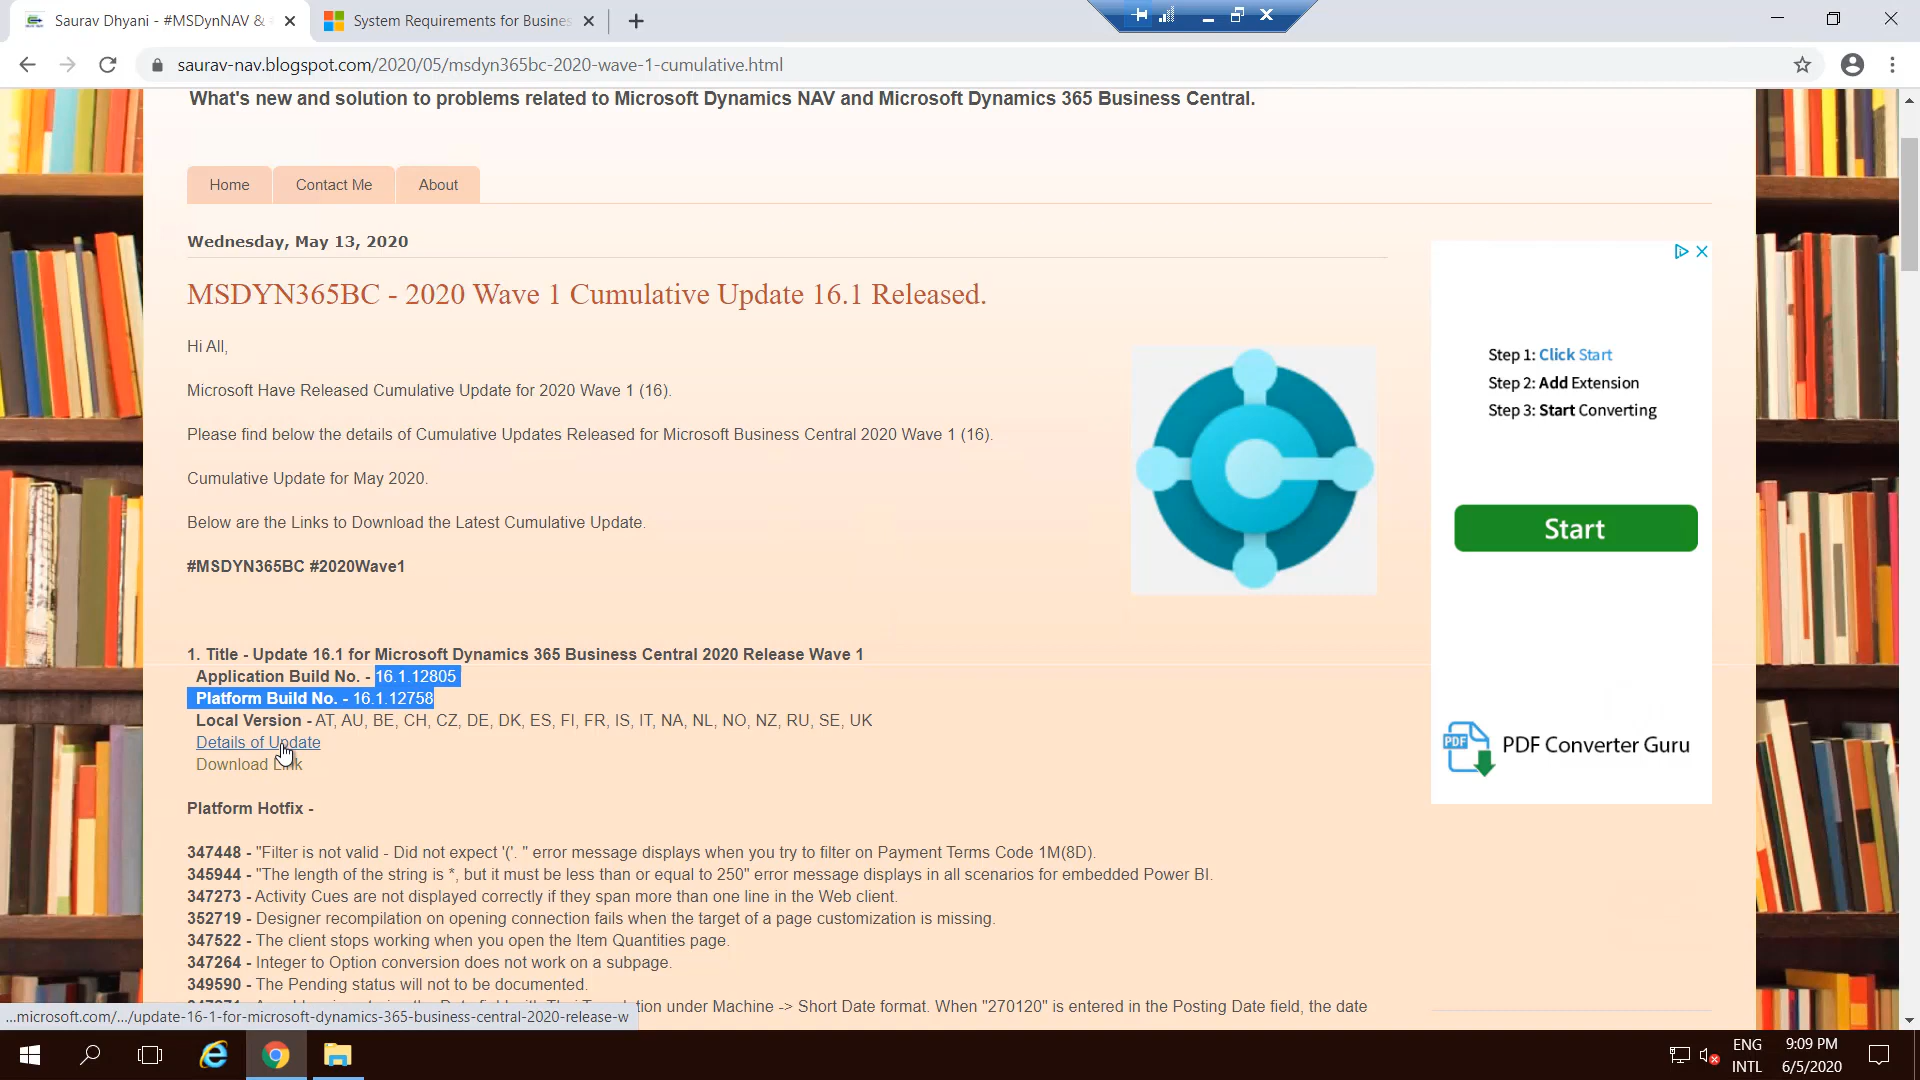 Saurav Dhyani - #MSDynNAV &
System Requirements for Busines
saurav-nav.blogspot.com/2020/05/msdyn365bc-2020-wave-1-cumulative.html
What's new and solution to problems related to Microsoft Dynamics NAV and Microsoft Dynamics 365 Business Central.
Home
Contact Me
About
Wednesday, May 13, 2020
MSDYN365BC - 2020 Wave 1 Cumulative Update 16.1 Released.
Hi All,
Microsoft Have Released Cumulative Update for 2020 Wave 1 (16).
Please find below the details of Cumulative Updates Released for Microsoft Business Central 2020 Wave 1 (16).
Cumulative Update for May 2020.
Below are the Links to Download the Latest Cumulative Update.
#MSDYN365BC #2020Wave1
1. Title - Update 16.1 for Microsoft Dynamics 365 Business Central 2020 Release Wave 1
Application Build No. - 16.1.12805
Platform Build No. - 16.1.12758
Local Version - AT, AU, BE, CH, CZ, DE, DK, ES, FI, FR, IS, IT, NA, NL, NO, NZ, RU, SE, UK
Details of Update
Download Link
Platform Hotfix -
347448 - "Filter is not valid - Did not expect '('. " error message displays when you try to filter on Payment Terms Code 1M(8D).
345944 - "The length of the string is *, but it must be less than or equal to 250" error message displays in all scenarios for embedded Power BI.
347273 - Activity Cues are not displayed correctly if they span more than one line in the Web client.
352719 - Designer recompilation on opening connection fails when the target of a page customization is missing.
347522 - The client stops working when you open the Item Quantities page.
347264 - Integer to Option conversion does not work on a subpage.
349590 - The Pending status will not to be documented.
under Machine -> Short Date format. When "270120" is entered in the Posting Date field, the date
...microsoft.com/.../update-16-1-for-microsoft-dynamics-365-business-central-2020-release-w
Step 1: Click Start
Step 2: Add Extension
Step 3: Start Converting
Start
PDF
PDF Converter Guru
ENG
INTL
9:09 PM
6/5/2020